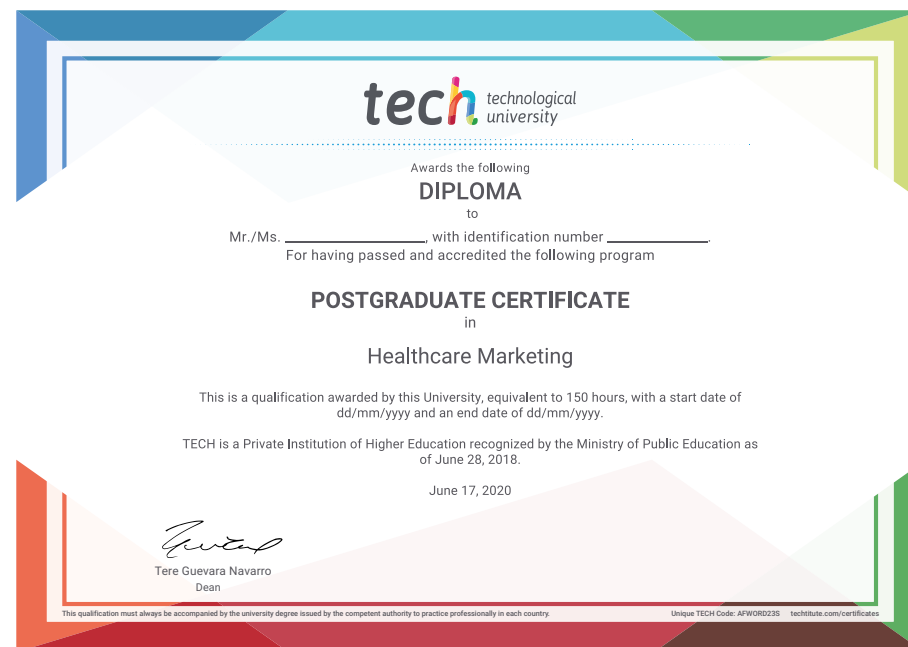 tech technological
university
Awards the following
DIPLOMA
to
Mr./Ms. ____________________, with identification number ______________.
For having passed and accredited the following program
POSTGRADUATE CERTIFICATE
in
Healthcare Marketing
This is a qualification awarded by this University, equivalent to 150 hours, with a start date of
dd/mm/yyyy and an end date of dd/mm/yyyy.
TECH is a Private Institution of Higher Education recognized by the Ministry of Public Education as
of June 28, 2018.
June 17, 2020
Tere Guevara Navarro
Dean
This qualification must always be accompanied by the university degree issued by the competent authority to practice professionally in each country. Unique TECH Code: AFWORD23S techtitute.com/certificates